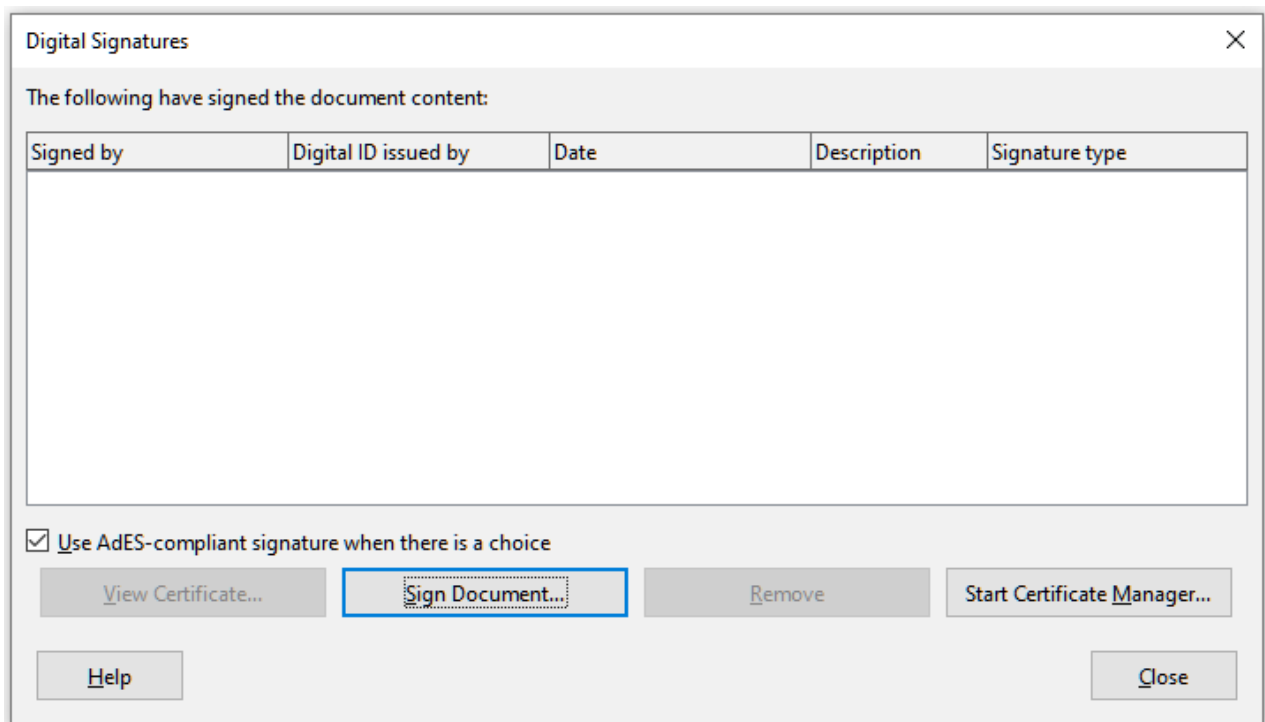 Digital Signatures
The following have signed the document content:
Signed by Digital ID issued by Date Description Signature type
Use AdES-compliant signature when there is a choice
View Certificate... Sign Document... Remove Start Certificate Manager...
Help Close